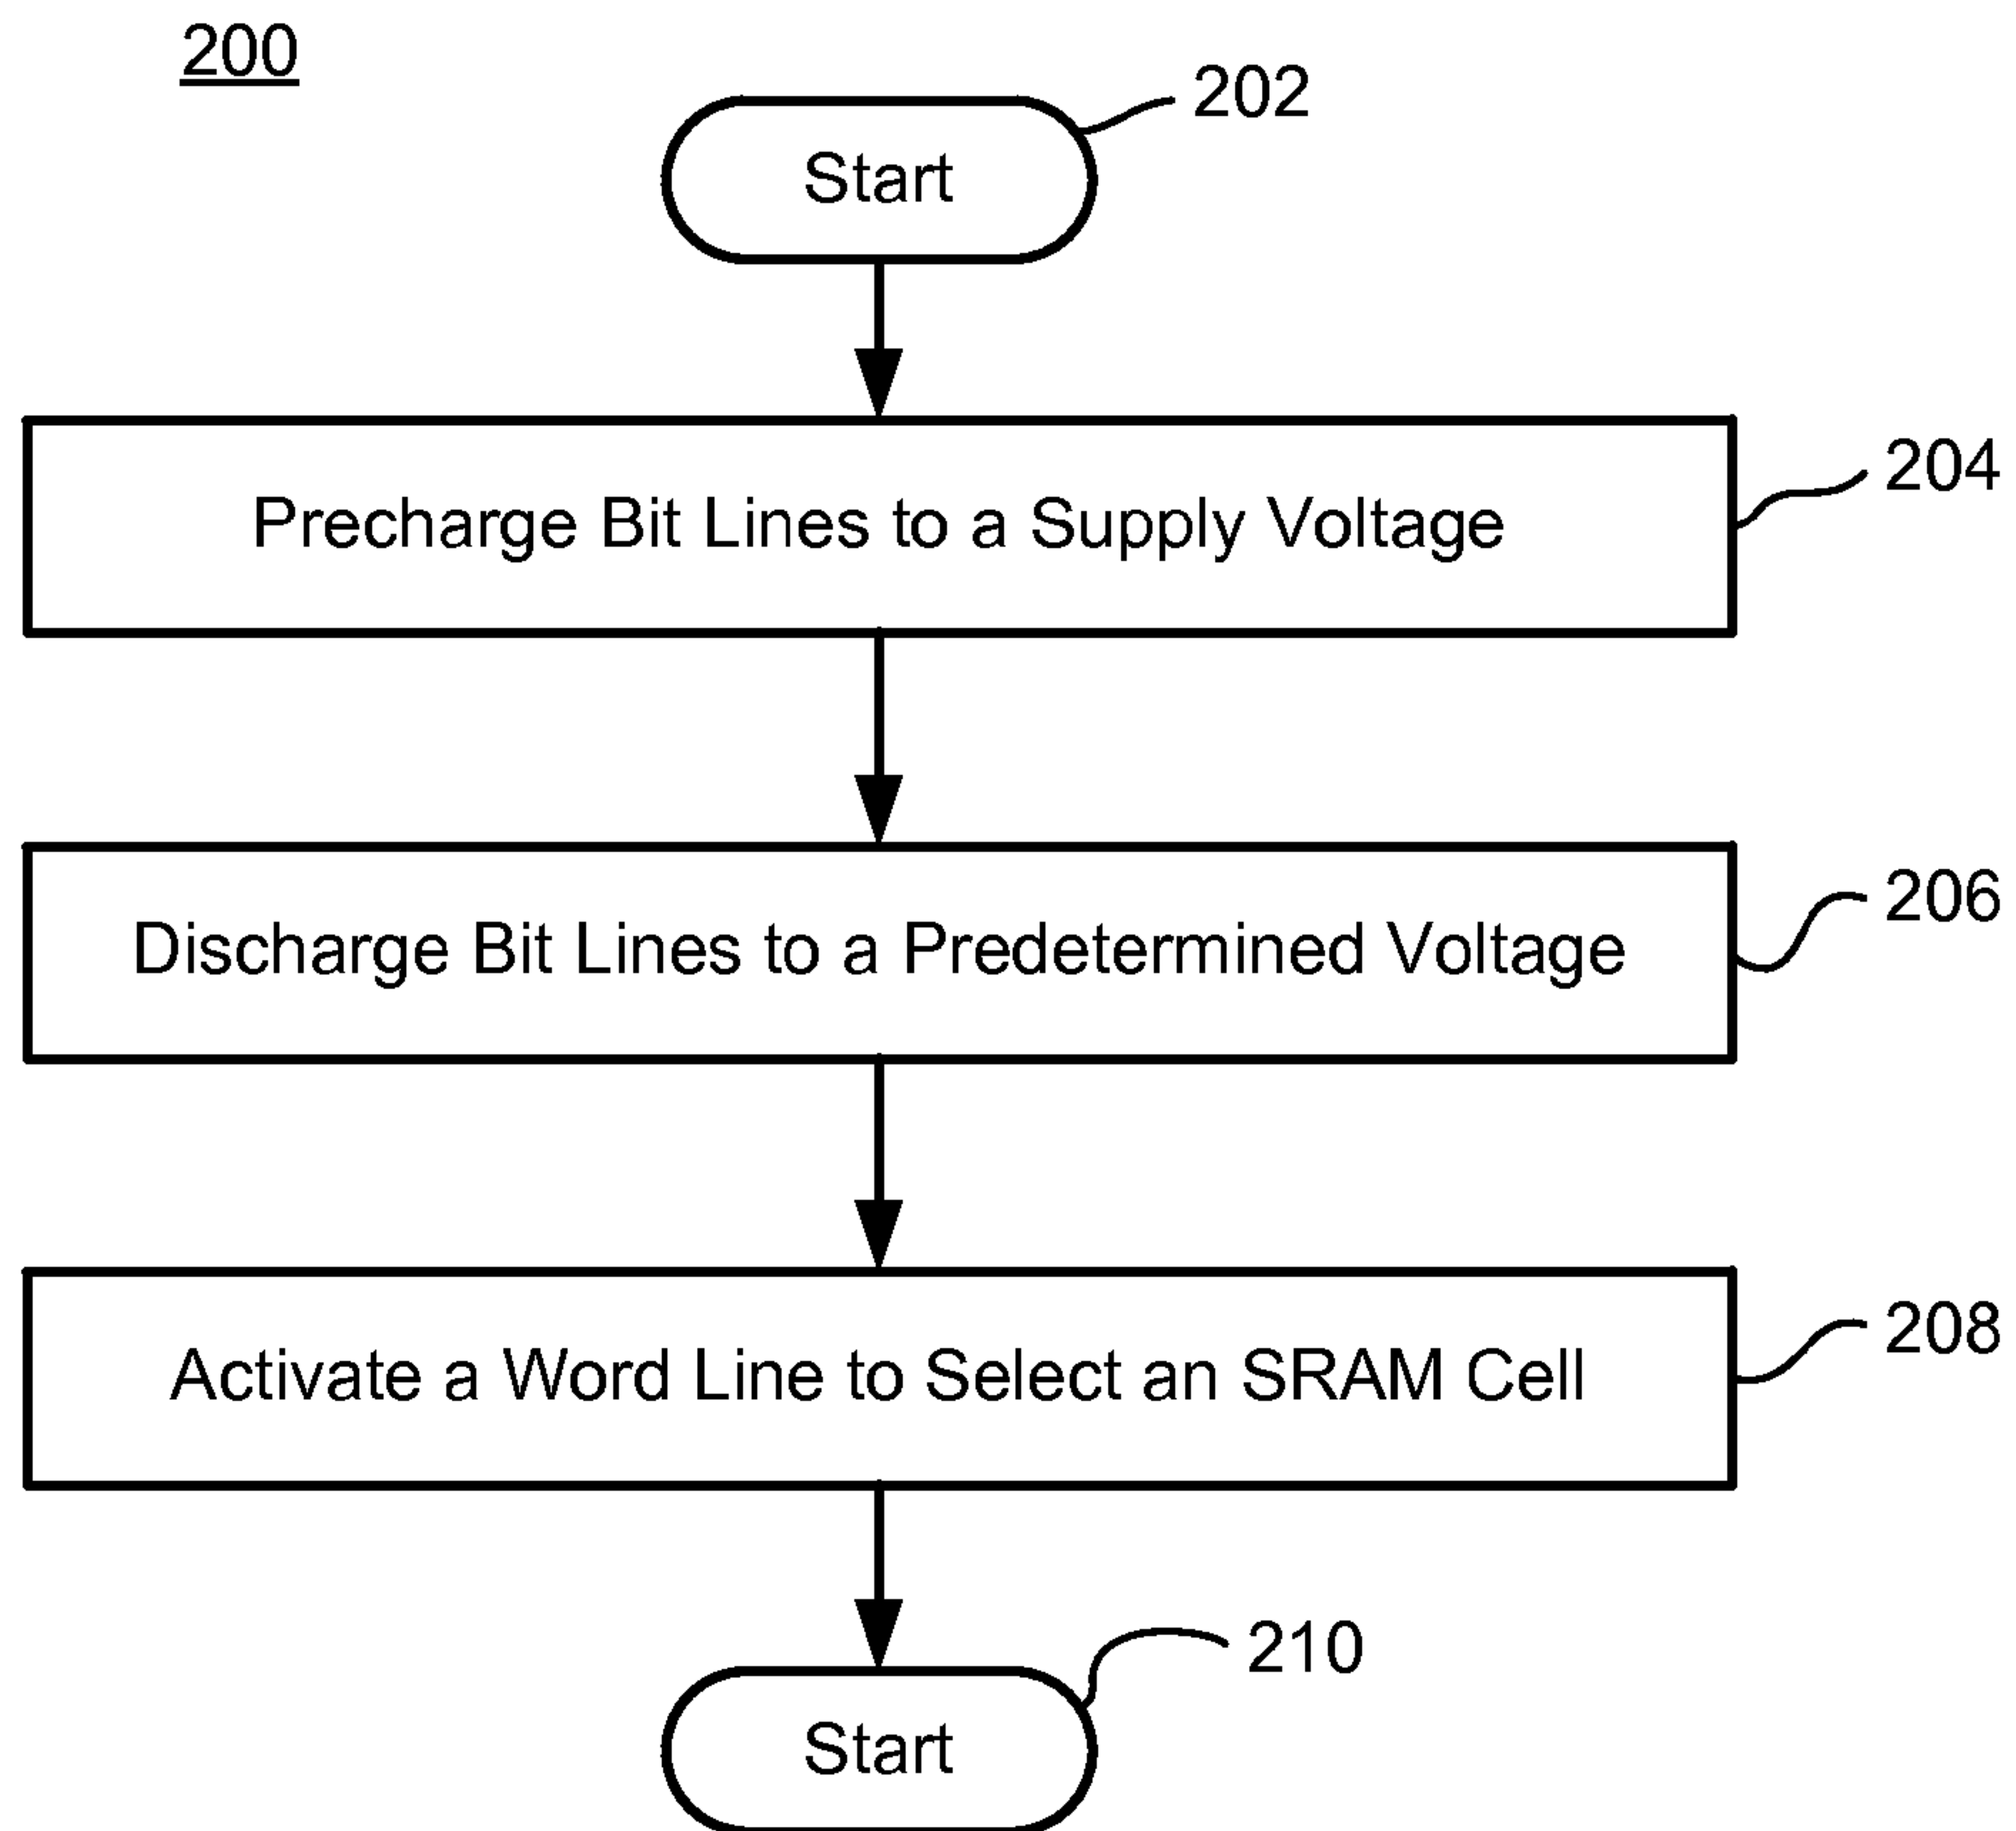 200
202
Start
204
Precharge Bit Lines to a Supply Voltage
206
Discharge Bit Lines to a Predetermined Voltage
208
Activate a Word Line to Select an SRAM Cell
210
Start